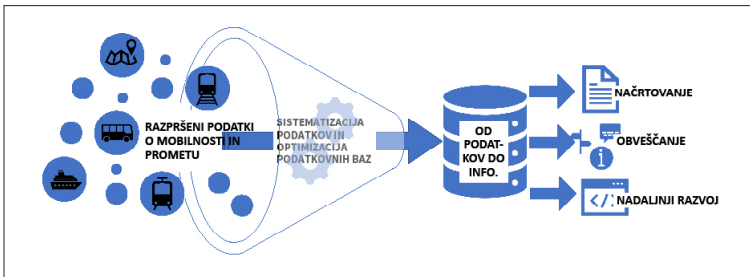 RAZPRŠENI PODATKI
O MOBILNOSTI IN
PROMETU
SISTEMATIZACIJA
PODATKOV IN
OPTIMIZACIJA
PODATKOVNIH BAZ
OD
PODAT-
KOV DO
INFO.
NAČRTOVANJE
OBVEŠČANJE
NADALJNJI RAZVOJ